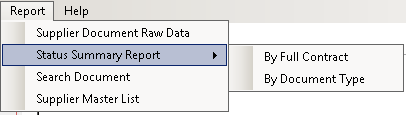 Report Help
Supplier Document Raw Data
Status Summary Report
By Full Contract
Search Document
By Document Type
Supplier Master List